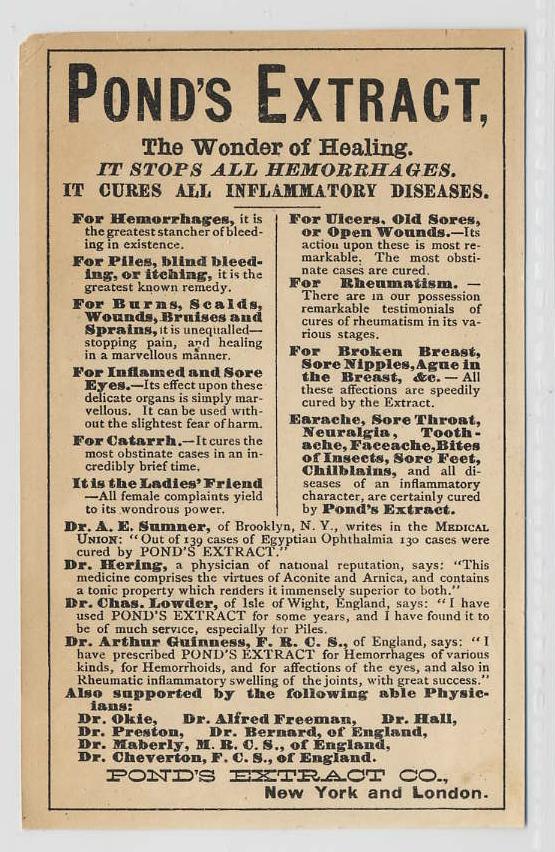 POND'S EXTRACT,
The Wonder of Healing.
IT STOPS ALL HEMORRHAGES.
IT CURES ALL INFLAMMATORY DISEASES.
For Hemorrhages, it is
the greatest stancher of bleed-
ing in existence.
For Piles, blind bleed-
ing, or itching, it is the
greatest known remedy.
For Burns, Scalds,
Wounds, Bruises and
Sprains, it is unequalled—
stopping pain, and healing
in a marvellous manner.
For Inflamed and Sore
Eyes.—Its effect upon these
delicate organs is simply mar-
vellous. It can be used with-
out the slightest fear of harm.
For Catarrh.—It cures the
most obstinate cases in an in-
credibly brief time.
It is the Ladies' Friend
—All female complaints yield
to its wondrous power.
For Ulcers, Old Sores,
or Open Wounds.—Its
action upon these is most re-
markable. The most obsti-
nate cases are cured.
For Rheumatism. —
There are in our possession
remarkable testimonials of
cures of rheumatism in its va-
rious stages.
For Broken Breast,
Sore Nipples, Ague in
the Breast, &c. — All
these affections are speedily
cured by the Extract.
Earache, Sore Throat,
Neuralgia, Tooth-
ache, Faceache, Bites
of Insects, Sore Feet,
Chilblains, and all di-
seases of an inflammatory
character, are certainly cured
by Pond's Extract.
Dr. A. E. Sumner, of Brooklyn, N. Y., writes in the MEDICAL
UNION: "Out of 139 cases of Egyptian Ophthalmia 130 cases were
cured by POND'S EXTRACT."
Dr. Hering, a physician of national reputation, says: "This
medicine comprises the virtues of Aconite and Arnica, and contains
a tonic property which renders it immensely superior to both."
Dr. Chas. Lowder, of Isle of Wight, England, says: "I have
used POND'S EXTRACT for some years, and I have found it to
be of much service, especially for Piles.
Dr. Arthur Guinness, F. R. C. S., of England, says: "I
have prescribed POND'S EXTRACT for Hemorrhages of various
kinds, for Hemorrhoids, and for affections of the eyes, and also in
Rheumatic inflammatory swelling of the joints, with great success."
Also supported by the following able Physic-
ians:
Dr. Okie, Dr. Alfred Freeman, Dr. Hall,
Dr. Preston, Dr. Bernard, of England,
Dr. Maberly, M. R. C. S., of England,
Dr. Cheverton, F. C. S., of England.
POND'S EXTRACT CO.,
New York and London.